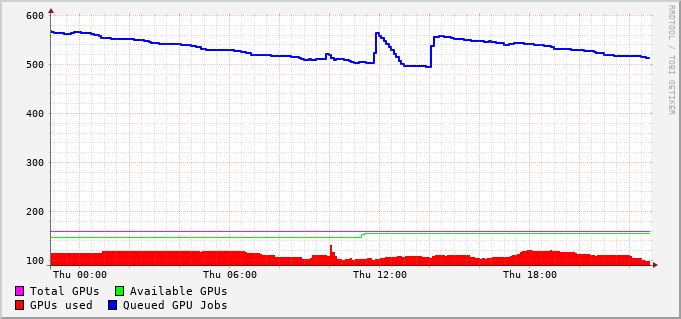 600
500
400
300
200
100
Thu 00:00 Thu 06:00 Thu 12:00 Thu 18:00
Total GPUs Available GPUs
GPUs used Queued GPU Jobs
RRDTOOL / TOBI OETIKER